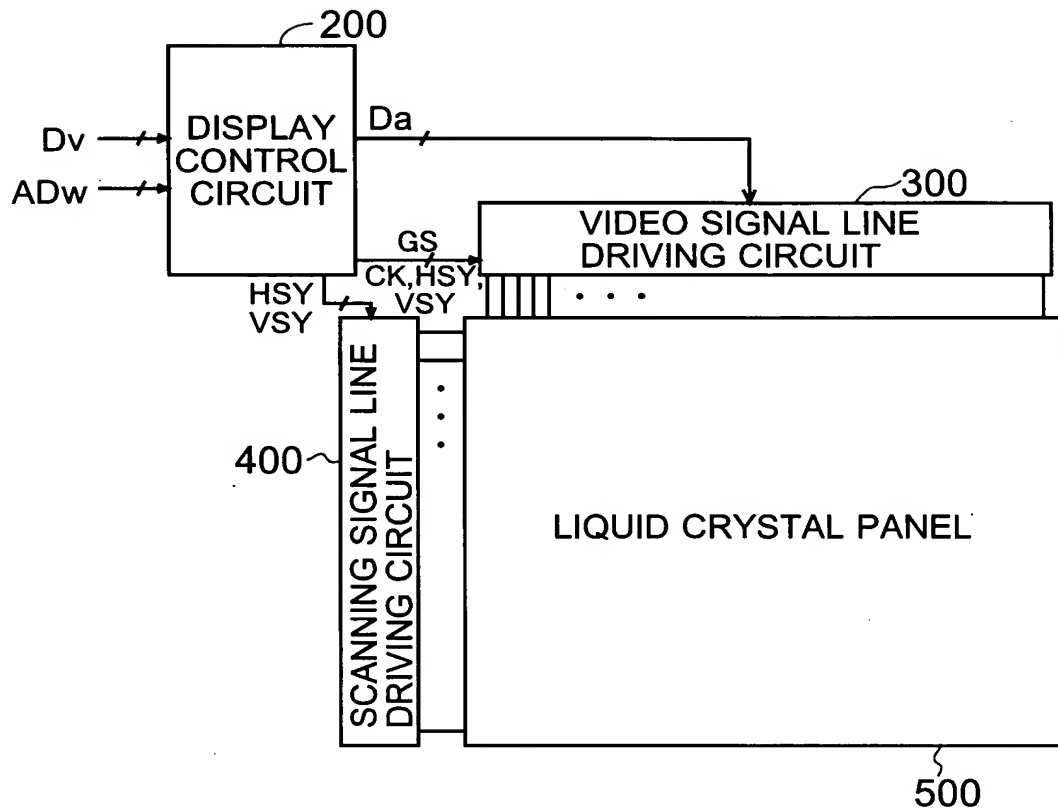 200
Dv
ADw
DISPLAY
CONTROL
CIRCUIT
Da
300
VIDEO SIGNAL LINE
DRIVING CIRCUIT
GS
CK,HSY,
VSY
HSY
VSY
400
SCANNING SIGNAL LINE
DRIVING CIRCUIT
LIQUID CRYSTAL PANEL
500